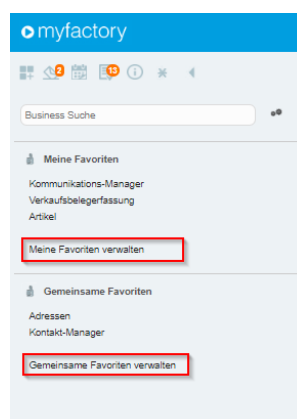 myfactory
2
13
Business Suche
Meine Favoriten
Kommunikations-Manager
Verkaufsbelegerfassung
Artikel
Meine Favoriten verwalten
Gemeinsame Favoriten
Adressen
Kontakt-Manager
Gemeinsame Favoriten verwalten